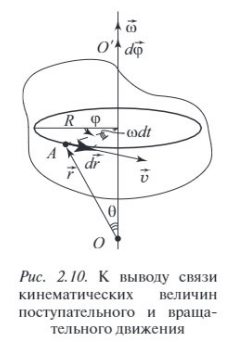 ω⃗
O′
dφ⃗
R
φ
ωdt
A
dr⃗
r⃗
v⃗
θ
O
Рис. 2.10. К выводу связи
кинематических величин
поступательного и враща-
тельного движения